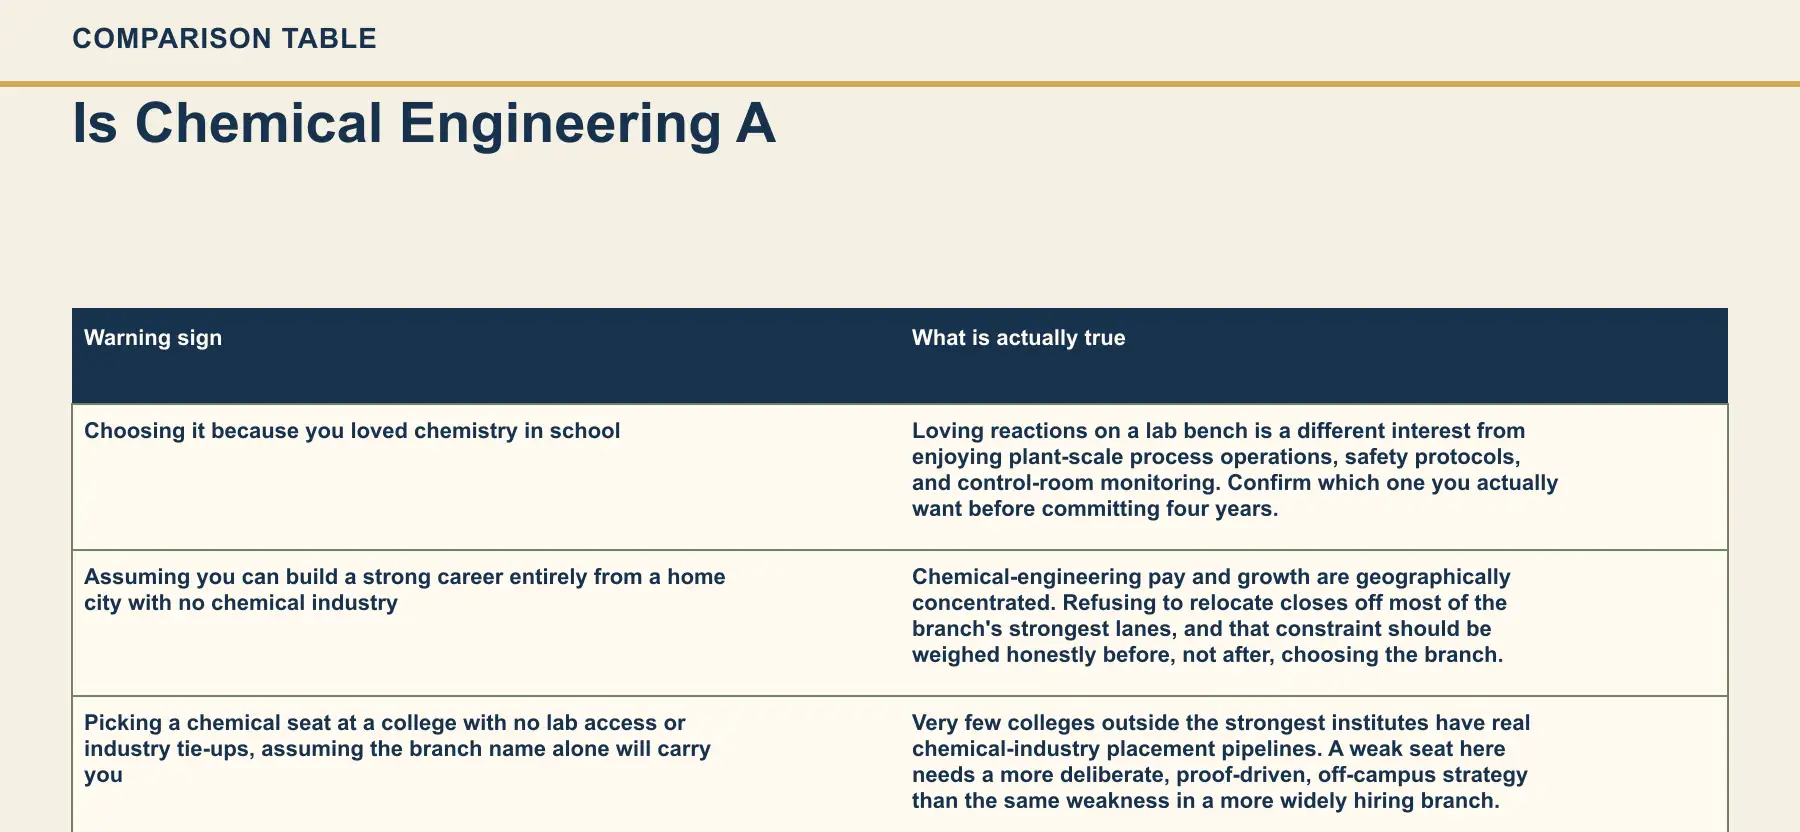 COMPARISON TABLE
Is Chemical Engineering A
Warning sign
What is actually true
Choosing it because you loved chemistry in school
Loving reactions on a lab bench is a different interest from
enjoying plant-scale process operations, safety protocols,
and control-room monitoring. Confirm which one you actually
want before committing four years.
Assuming you can build a strong career entirely from a home
city with no chemical industry
Chemical-engineering pay and growth are geographically
concentrated. Refusing to relocate closes off most of the
branch's strongest lanes, and that constraint should be
weighed honestly before, not after, choosing the branch.
Picking a chemical seat at a college with no lab access or
industry tie-ups, assuming the branch name alone will carry
you
Very few colleges outside the strongest institutes have real
chemical-industry placement pipelines. A weak seat here
needs a more deliberate, proof-driven, off-campus strategy
than the same weakness in a more widely hiring branch.